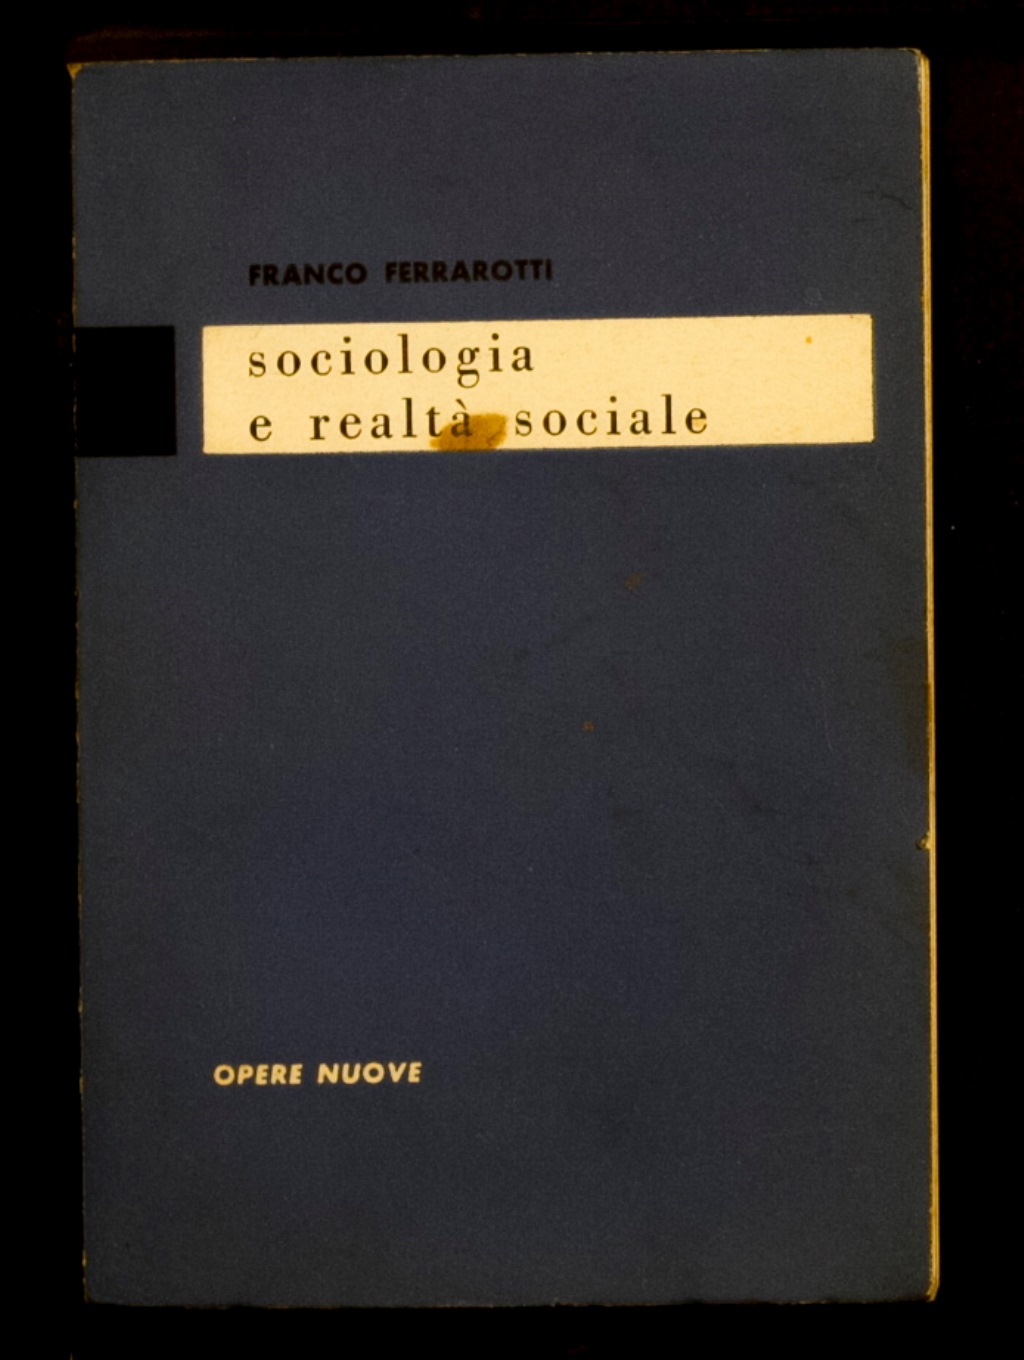 FRANCO FERRAROTTI
sociologia
e realtà sociale
OPERE NUOVE